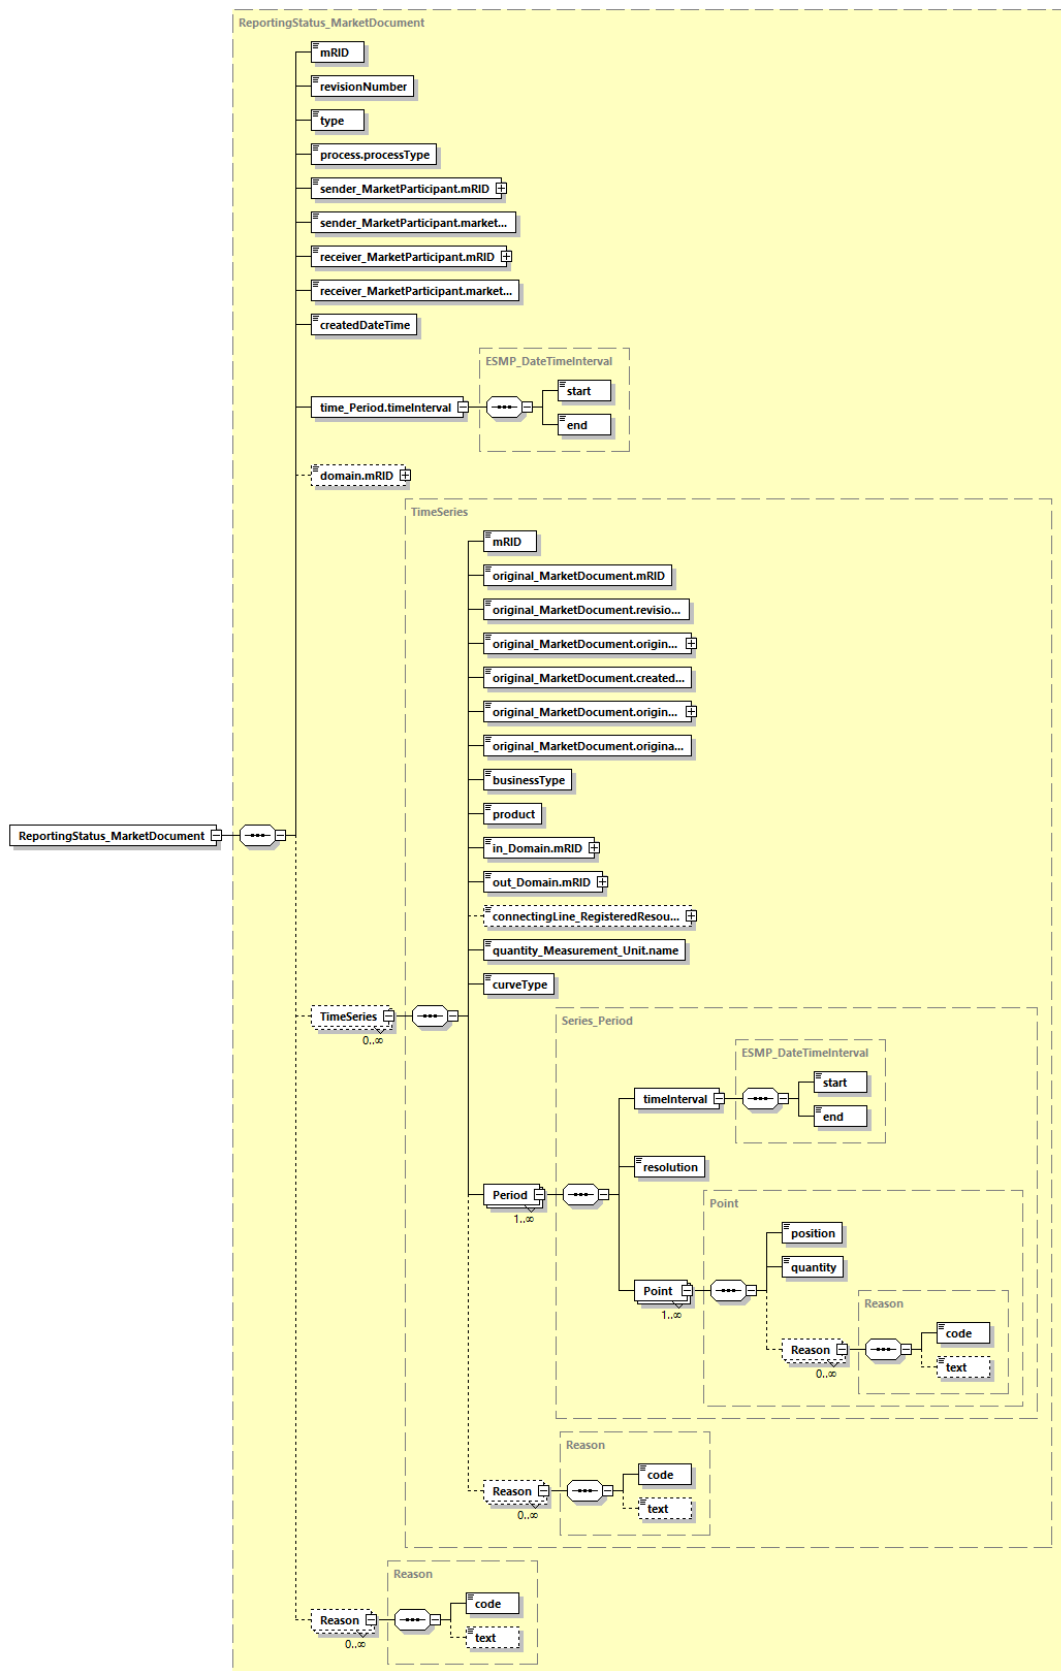 ReportingStatus_MarketDocument
mRID
revisionNumber
type
process.processType
sender_MarketParticipant.mRID
sender_MarketParticipant.market...
receiver_MarketParticipant.mRID
receiver_MarketParticipant.market...
createdDateTime
ESMP_DateTimeInterval
start
time_Period.timeInterval
end
domain.mRID
TimeSeries
mRID
original_MarketDocument.mRID
original_MarketDocument.revisio...
original_MarketDocument.origin...
original_MarketDocument.created...
original_MarketDocument.origin...
original_MarketDocument.origina...
businessType
product
ReportingStatus_MarketDocument
in_Domain.mRID
out_Domain.mRID
connectingLine_RegisteredResou...
quantity_Measurement_Unit.name
curveType
TimeSeries
0..∞
Series_Period
ESMP_DateTimeInterval
start
timeInterval
end
resolution
Period
1..∞
Point
position
quantity
Point
1..∞
Reason
code
Reason
text
0..∞
Reason
code
Reason
text
0..∞
Reason
code
Reason
text
0..∞